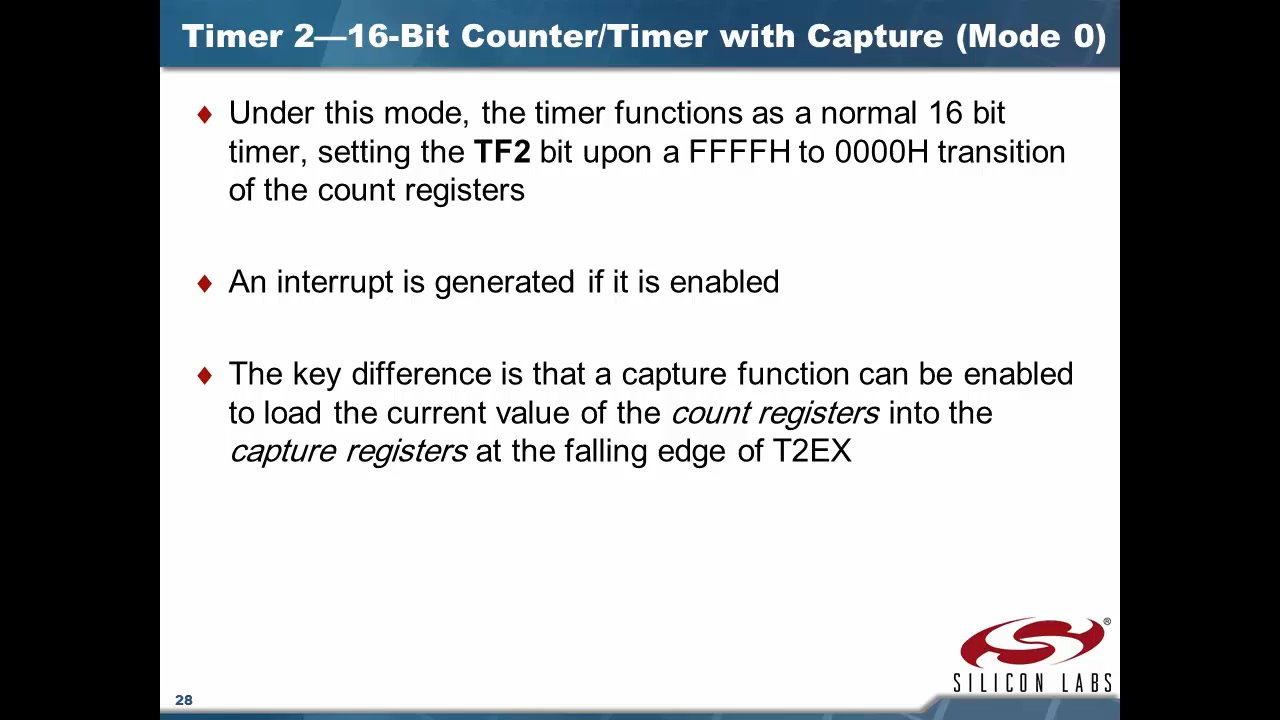 Timer 2—16-Bit Counter/Timer with Capture (Mode 0)
♦ Under this mode, the timer functions as a normal 16 bit
timer, setting the TF2 bit upon a FFFFH to 0000H transition
of the count registers
♦ An interrupt is generated if it is enabled
♦ The key difference is that a capture function can be enabled
to load the current value of the count registers into the
capture registers at the falling edge of T2EX
®
SILICON LABS
28